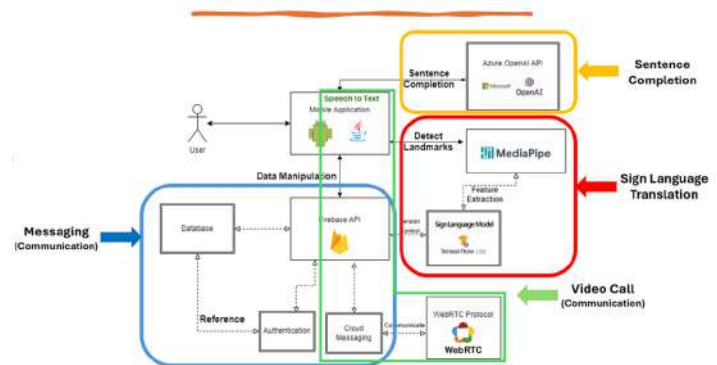 Azure OpenAI API
Microsoft
OpenAI
Sentence
Completion
Sentence
Completion
Speech to Text
Mobile Application
User
Detect
Landmarks
MediaPipe
Sign Language
Translation
Data Manipulation
Feature
Extraction
Messaging
(Communication)
Database
Firebase API
Sign Language Model
TensorFlow Lite
Video Call
(Communication)
Reference
Authentication
Cloud
Messaging
Communicate
WebRTC Protocol
WebRTC